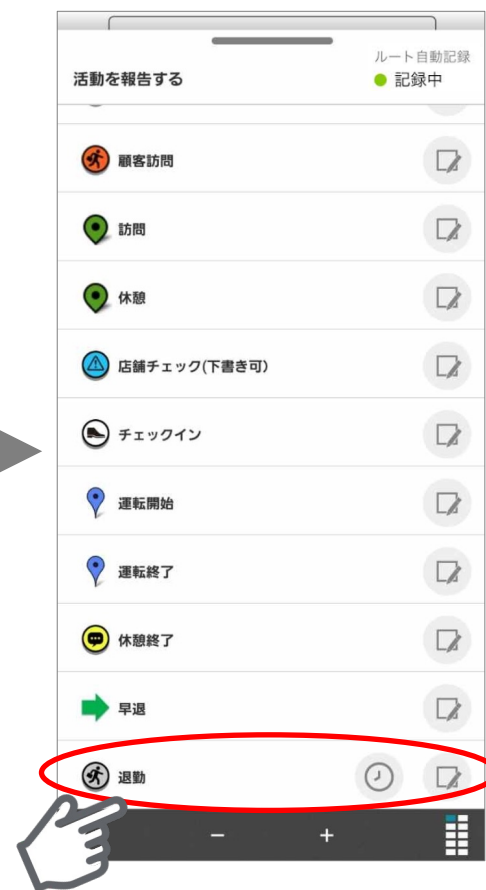 ルート自動記録
活動を報告する
記録中
顧客訪問
訪問
休憩
店舗チェック(下書き可)
チェックイン
運転開始
運転終了
休憩終了
早退
退勤
− +